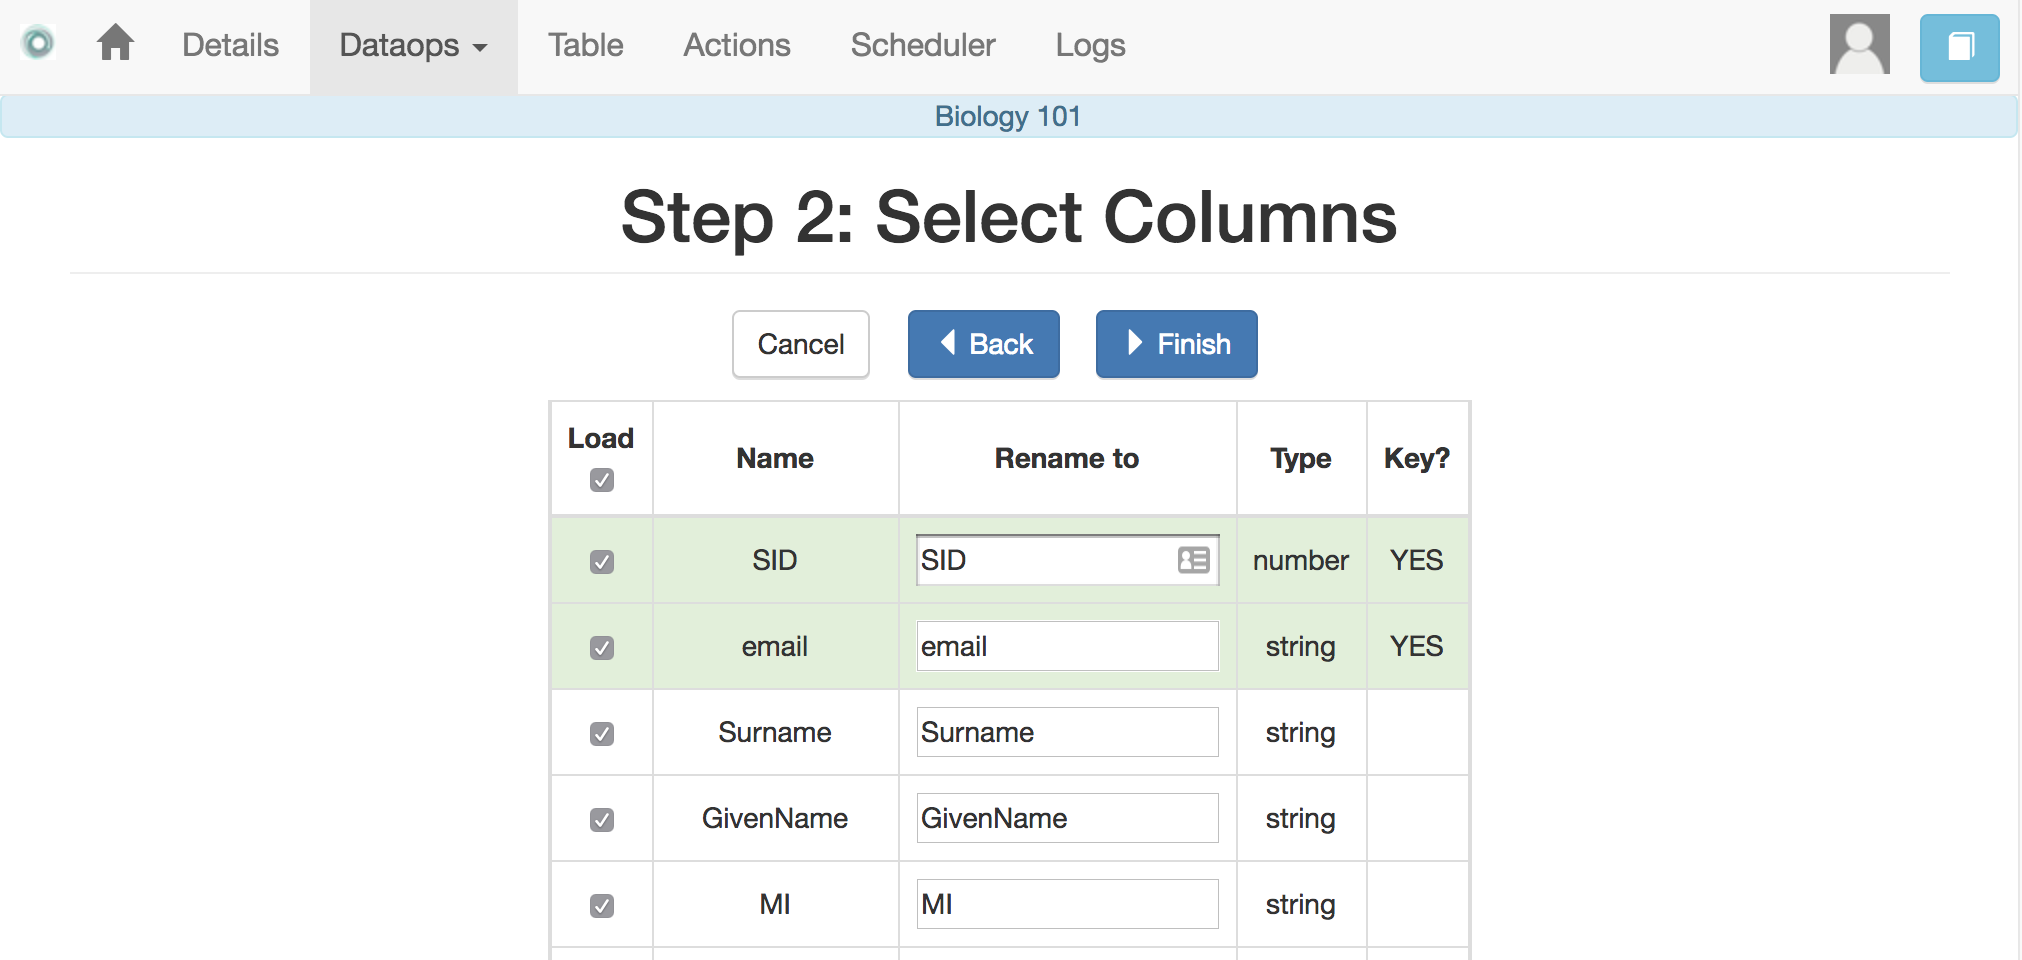 Details Dataops Table Actions Scheduler Logs
Biology 101
Step 2: Select Columns
Cancel Back Finish
Load Name Rename to Type Key?
SID SID number YES
email email string YES
Surname Surname string
GivenName GivenName string
MI MI string